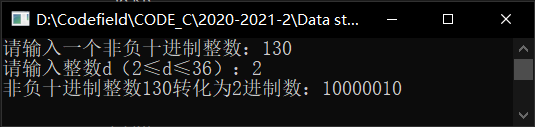 D:\Codefield\CODE_C\2020-2021-2\Data st...
请输入一个非负十进制整数：130
请输入整数d（2≤d≤36）：2
非负十进制整数130转化为2进制数：10000010